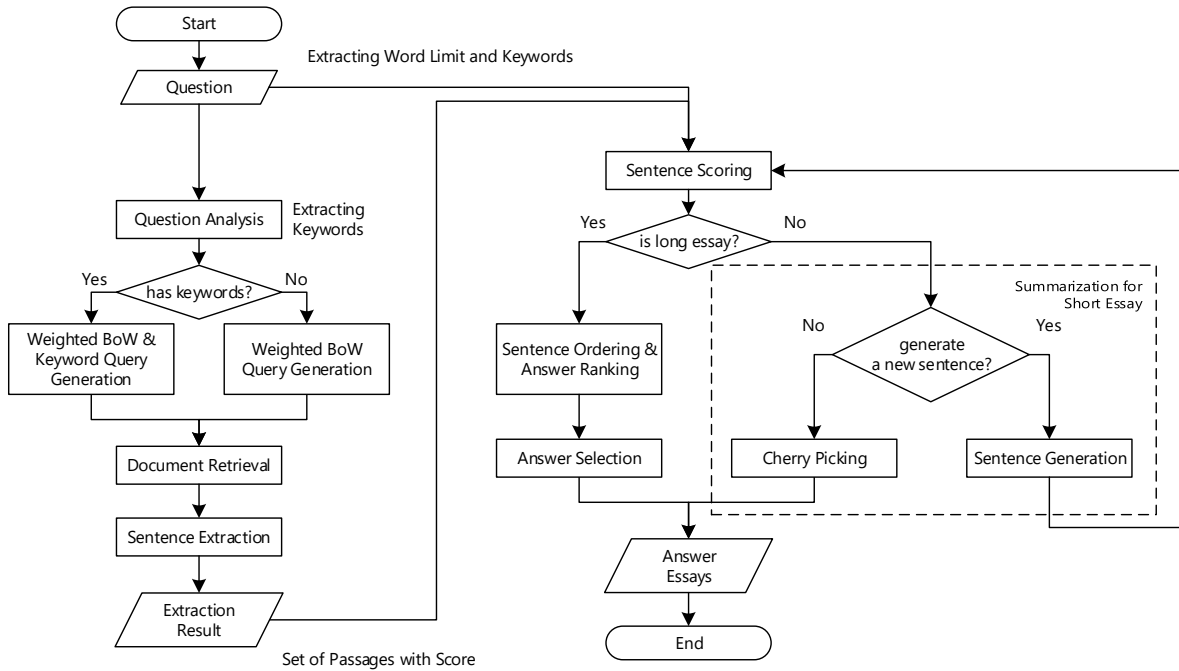 Start
Extracting Word Limit and Keywords
Question
Question Analysis
Extracting
Keywords
Yes
has keywords?
No
Weighted BoW &
Keyword Query
Generation
Weighted BoW
Query Generation
Document Retrieval
Sentence Extraction
Extraction
Result
Set of Passages with Score
Sentence Scoring
Yes
is long essay?
No
Summarization for
Short Essay
Sentence Ordering &
Answer Ranking
No
generate
a new sentence?
Yes
Answer Selection
Cherry Picking
Sentence Generation
Answer
Essays
End